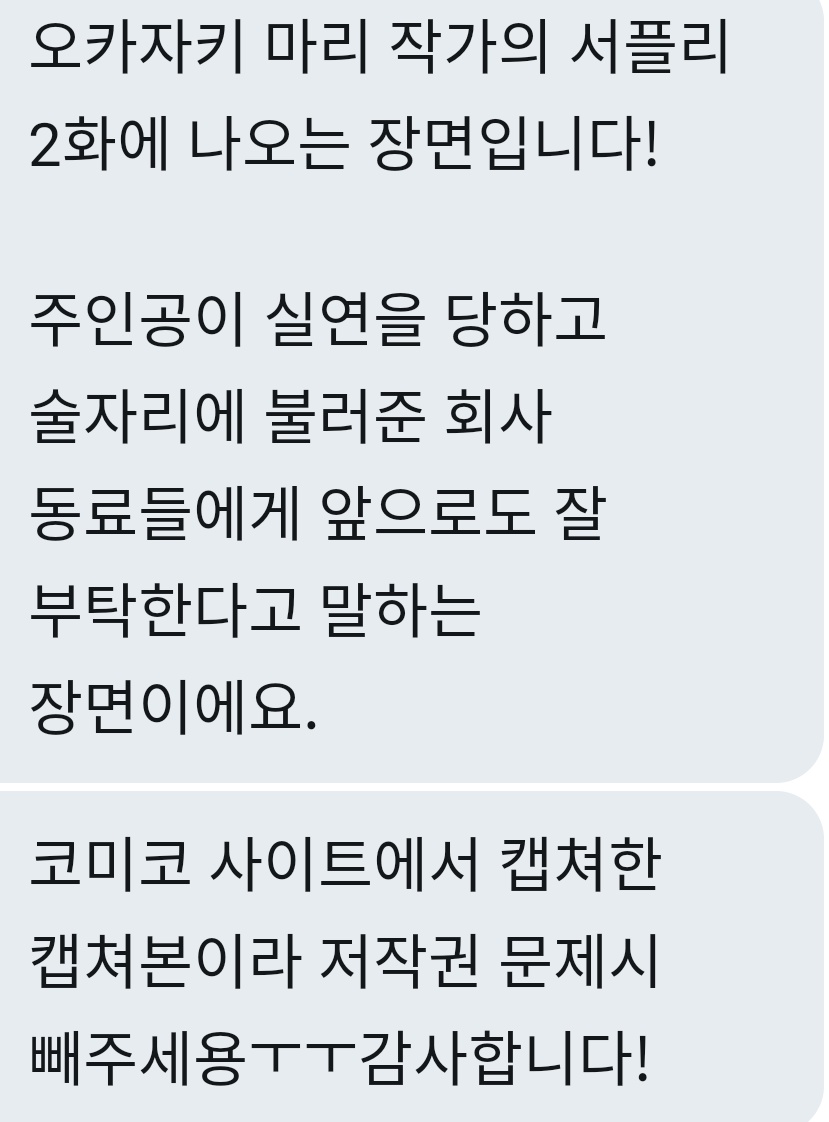 오카자키 마리 작가의 서플리
2화에 나오는 장면입니다!
주인공이 실연을 당하고
술자리에 불러준 회사
동료들에게 앞으로도 잘
부탁한다고 말하는
장면이에요.
코미코 사이트에서 캡쳐한
캡쳐본이라 저작권 문제시
빼주세용ㅜㅜ감사합니다!